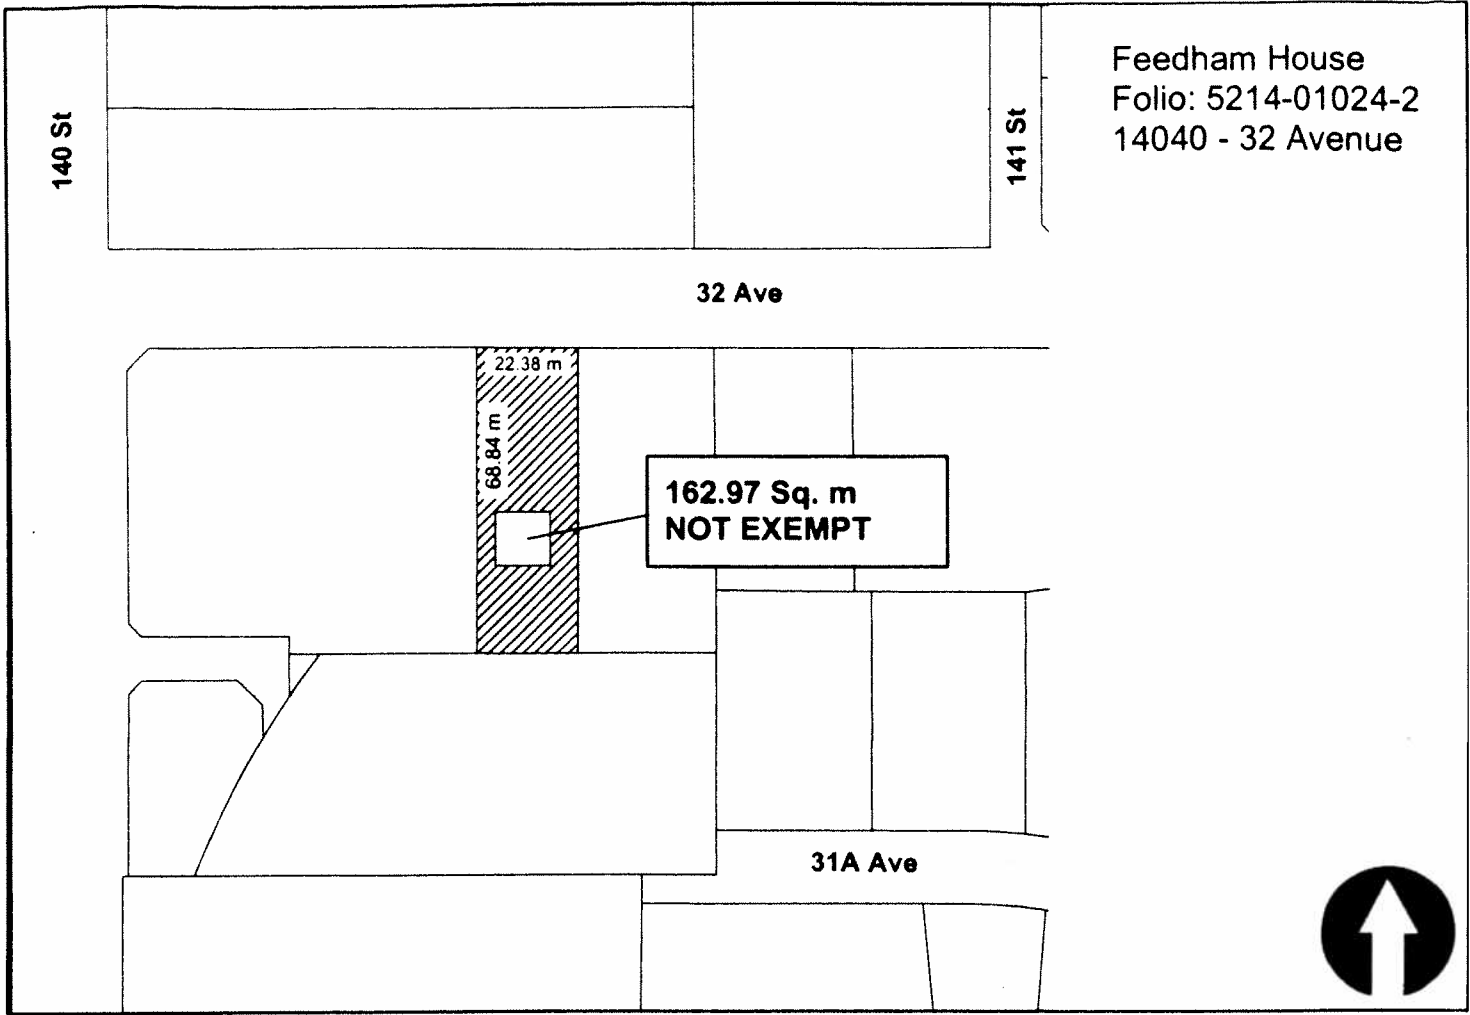 Feedham House
Folio: 5214-01024-2
14040 - 32 Avenue
140 St
141 St
32 Ave
22.38 m
68.84 m
162.97 Sq. m
NOT EXEMPT
31A Ave